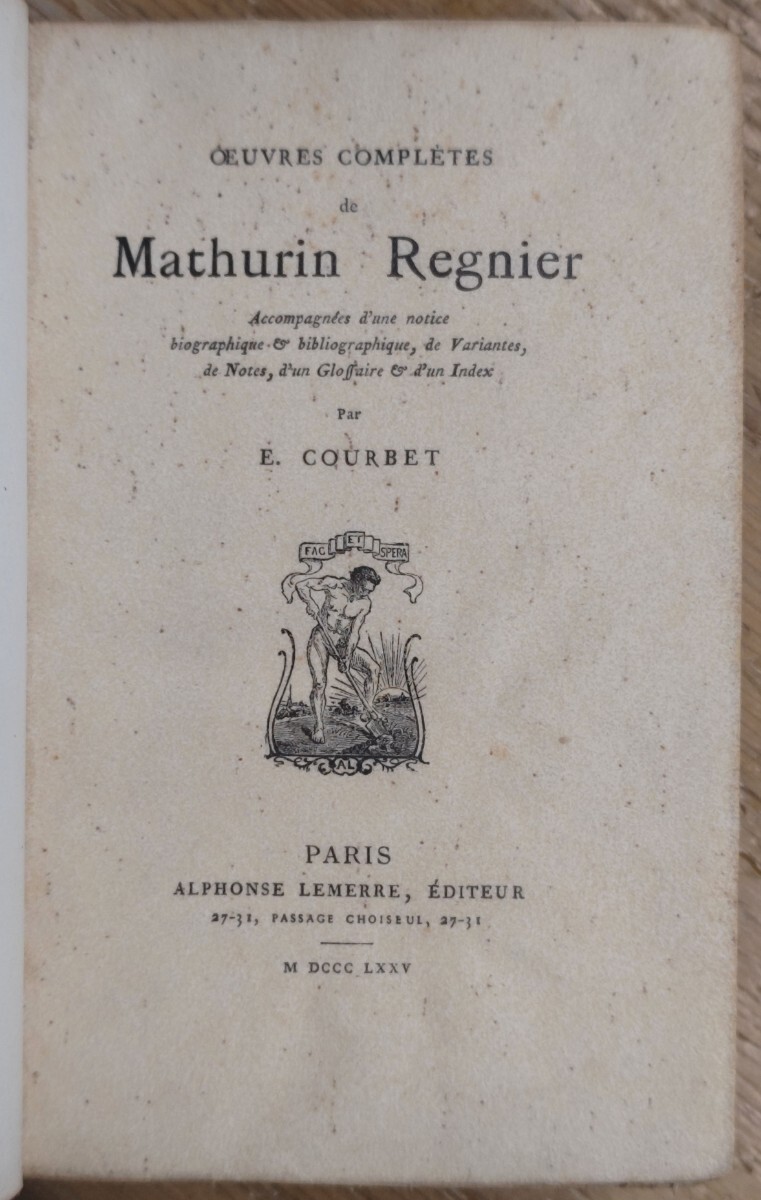 ŒUVRES COMPLÈTES
de
Mathurin Regnier
Accompagnées d'une notice
biographique & bibliographique, de Variantes,
de Notes, d'un Gloſſaire & d'un Index
Par
E. COURBET
FAC ET SPERA
AL
PARIS
ALPHONSE LEMERRE, ÉDITEUR
27-31, PASSAGE CHOISEUL, 27-31
M DCCC LXXV